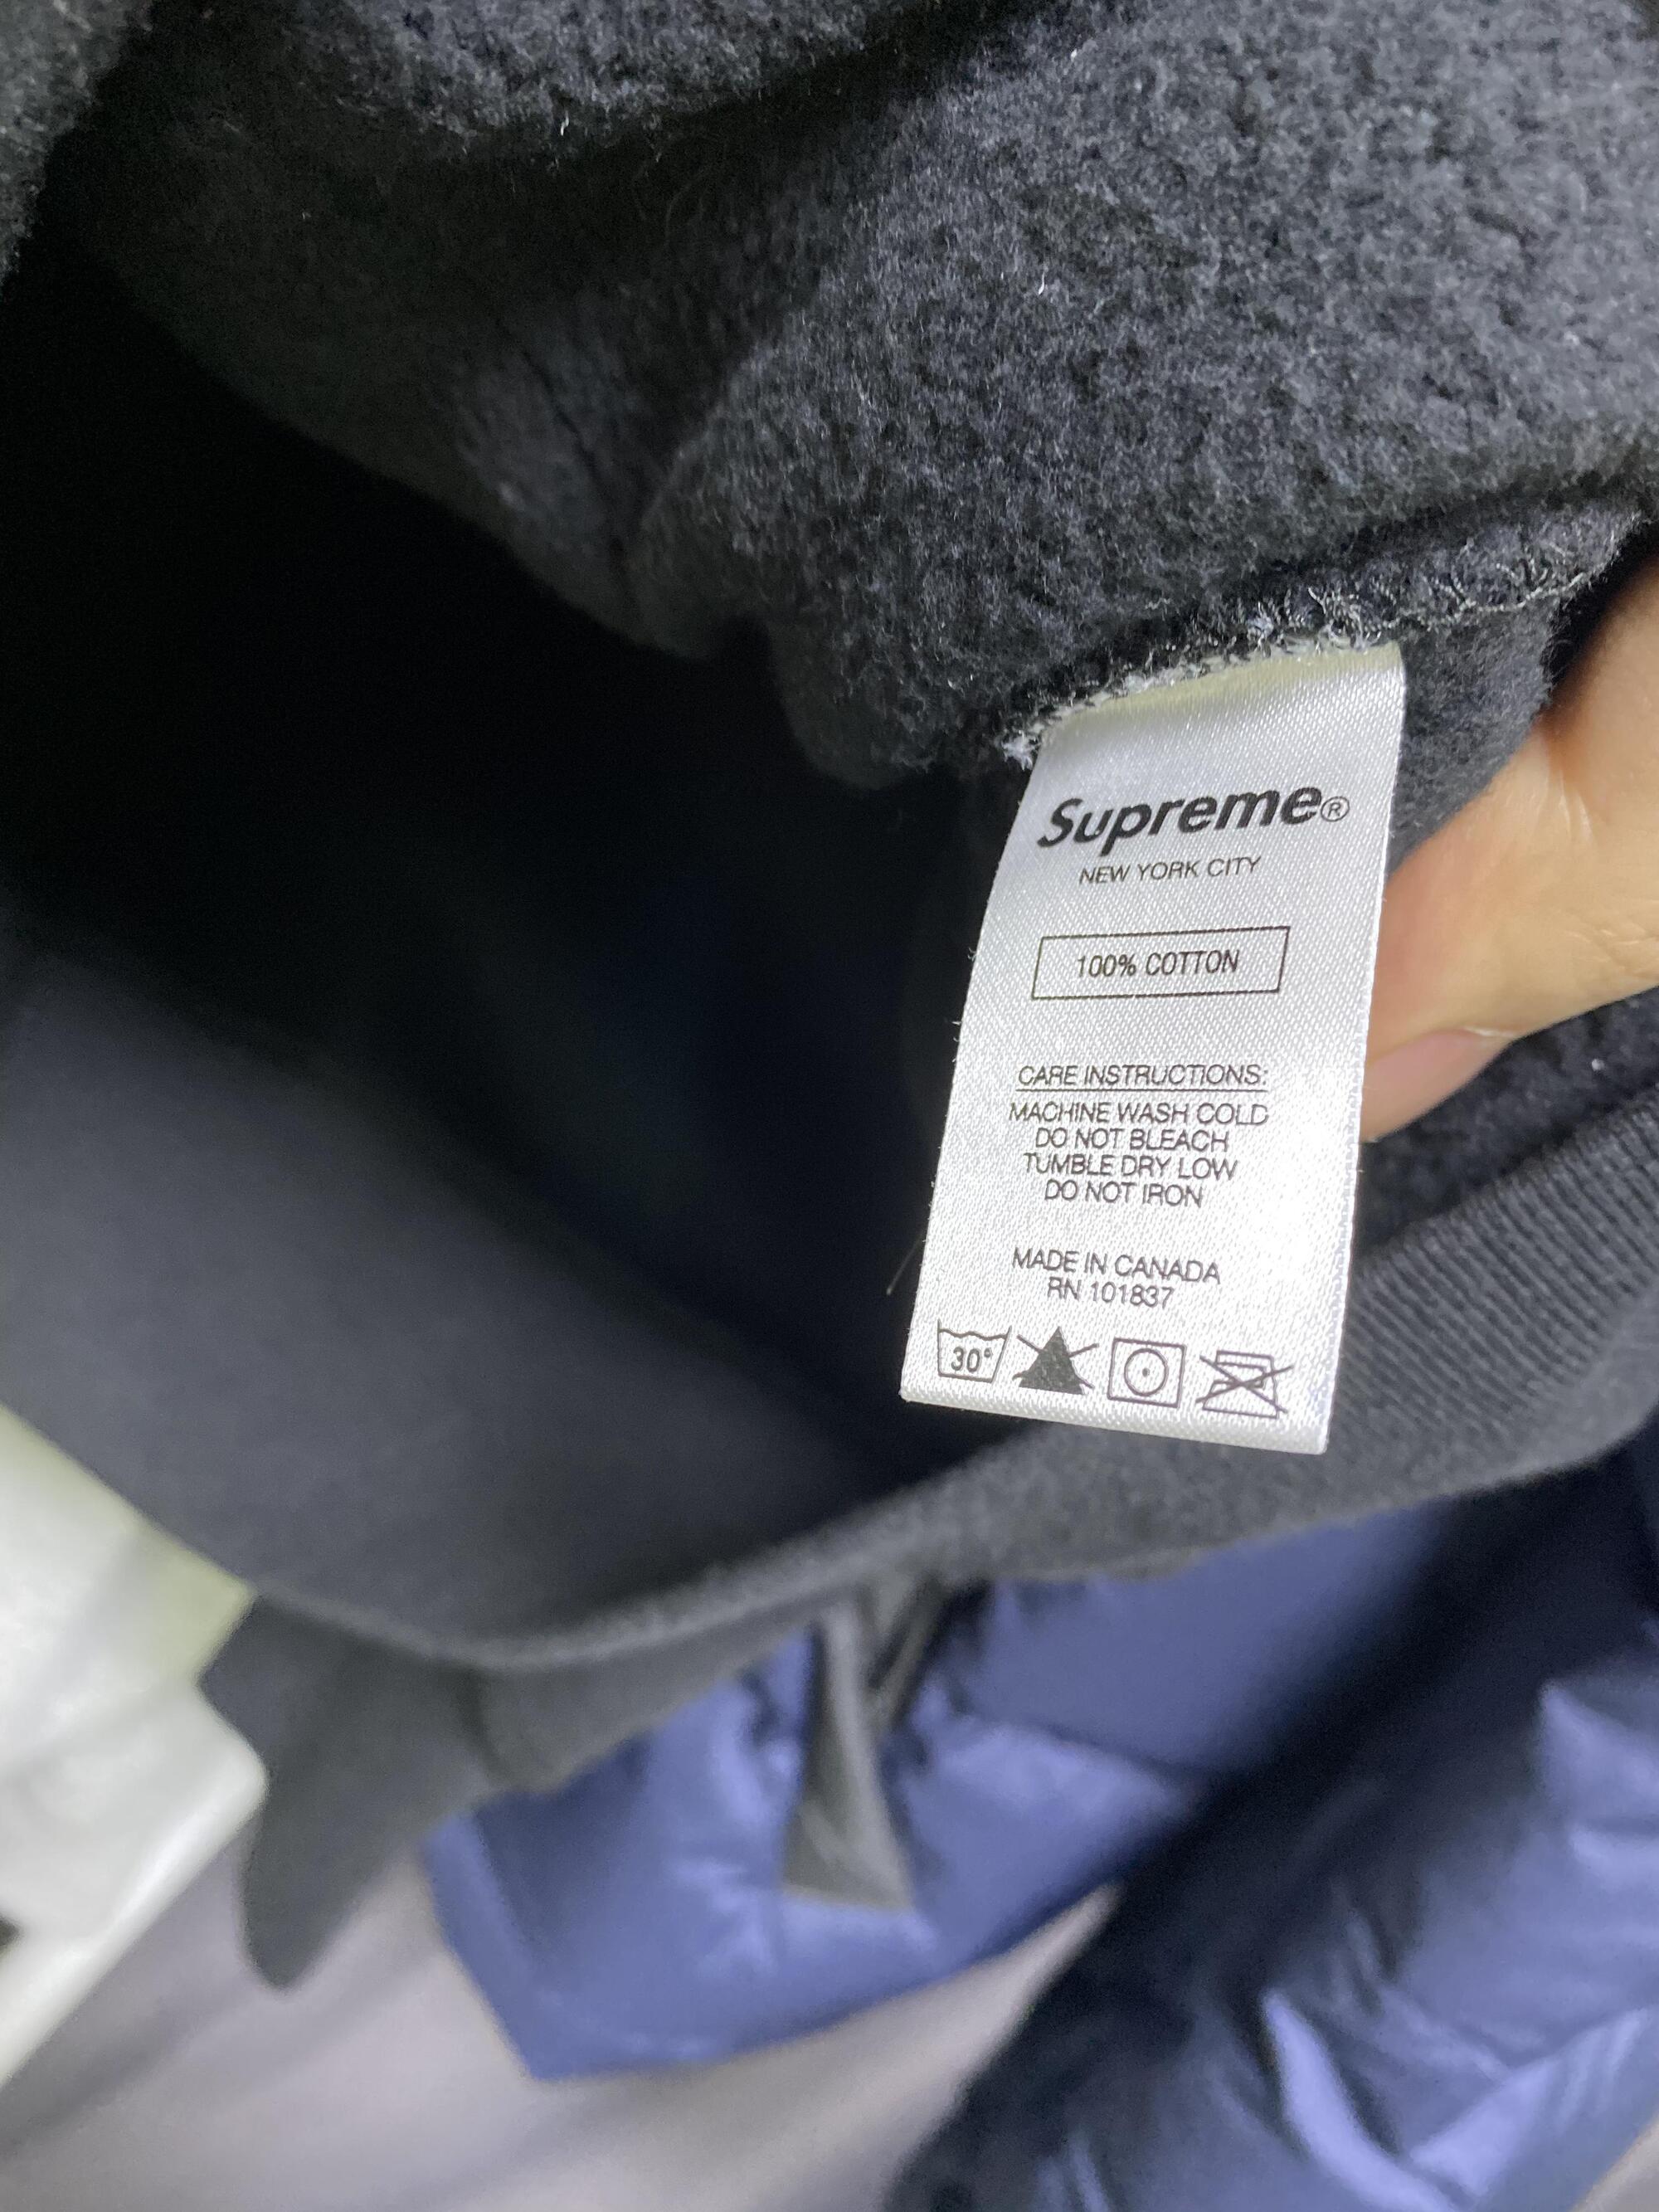 Supreme®
NEW YORK CITY
100% COTTON
CARE INSTRUCTIONS:
MACHINE WASH COLD
DO NOT BLEACH
TUMBLE DRY LOW
DO NOT IRON
MADE IN CANADA
RN 101837
30°